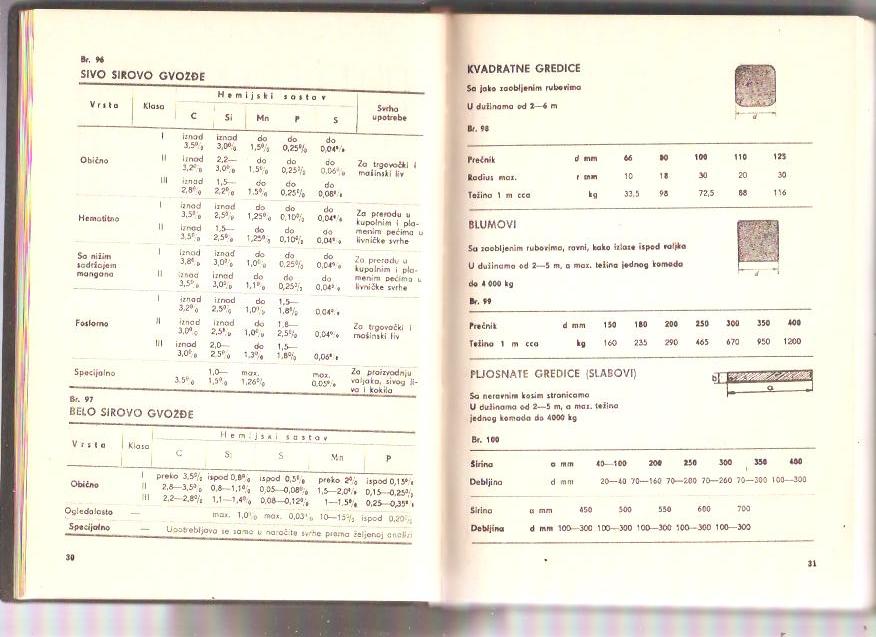 Br. 96
SIVO SIROVO GVOŽĐE
Vrsta Klasa Hemijski sastav Svrha upotrebe
C Si Mn P S
Obično I iznad 3,5% iznad 3,0% do 1,5% do 0,25% do 0,04%
II iznad 3,2% 2,2—3,0% do 1,5% do 0,25% do 0,06% Za trgovački i mašinski liv
III iznad 2,8% 1,5—2,2% do 1,5% do 0,25% do 0,08%
Hematitno I iznad 3,5% iznad 2,5% do 1,25% do 0,10% do 0,04% Za preradu u kupolnim i plamenim pećima u livničke svrhe
II iznad 3,5% 1,5—2,5% do 1,25% do 0,10% do 0,04%
Sa nižim sadržajem mangana I iznad 3,8% iznad 3,0% do 1,0% do 0,25% do 0,04% Za preradu u kupolnim i plamenim pećima u livničke svrhe
II iznad 3,5% iznad 3,0% do 1,1% do 0,25% do 0,04%
Fosforno I iznad 3,2% iznad 2,5% do 1,0% 1,5—1,8% 0,04%
II iznad 3,0% iznad 2,5% do 1,0% 1,8—2,5% 0,04% Za trgovački i mašinski liv
III iznad 3,0% 2,0—2,5% do 1,3% 1,5—1,8% 0,06%
Specijalno 3,5% 1,0—1,5% max. 1,26% max. 0,05% Za proizvodnju valjaka, sivog liva i kokila
Br. 97
BELO SIROVO GVOŽĐE
Vrsta Klasa Hemijski sastav
C S: S Mn P
Obično I preko 3,5% ispod 0,8% ispod 0,5% preko 2% ispod 0,15%
II 2,8—3,5% 0,8—1,1% 0,05—0,08% 1,5—2,0% 0,15—0,25%
III 2,2—2,8% 1,1—1,4% 0,08—0,12% 1—1,5% 0,25—0,35%
Ogledalasto — max. 1,0% max. 0,03% 10—15% ispod 0,20%
Specijalno — Upotrebljava se samo u naročite svrhe prema željenoj analizi
30
KVADRATNE GREDICE
Sa jako zaobljenim rubovima
U dužinama od 2—6 m
d
Br. 98
Prečnik d mm 66 80 100 110 125
Radius max. r mm 10 18 30 20 30
Težina 1 m cca kg 33,5 98 72,5 88 116
BLUMOVI
Sa zaobljenim rubovima, ravni, kako izlaze ispod valjka
U dužinama od 2—5 m, a max. težina jednog komada
do 4 000 kg
d
Br. 99
Prečnik d mm 150 180 200 250 300 350 400
Težina 1 m cca kg 160 235 290 465 670 950 1200
PLJOSNATE GREDICE (SLABOVI)
b a
Sa neravnim kosim stranicama
U dužinama od 2—5 m, a max. težina
jednog komada do 4000 kg
Br. 100
Širina a mm 40—100 200 250 300 350 400
Debljina d mm 20—40 70—160 70—200 70—260 70—300 100—300
Širina a mm 450 500 550 600 700
Debljina d mm 100—300 100—300 100—300 100—300 100—300
31